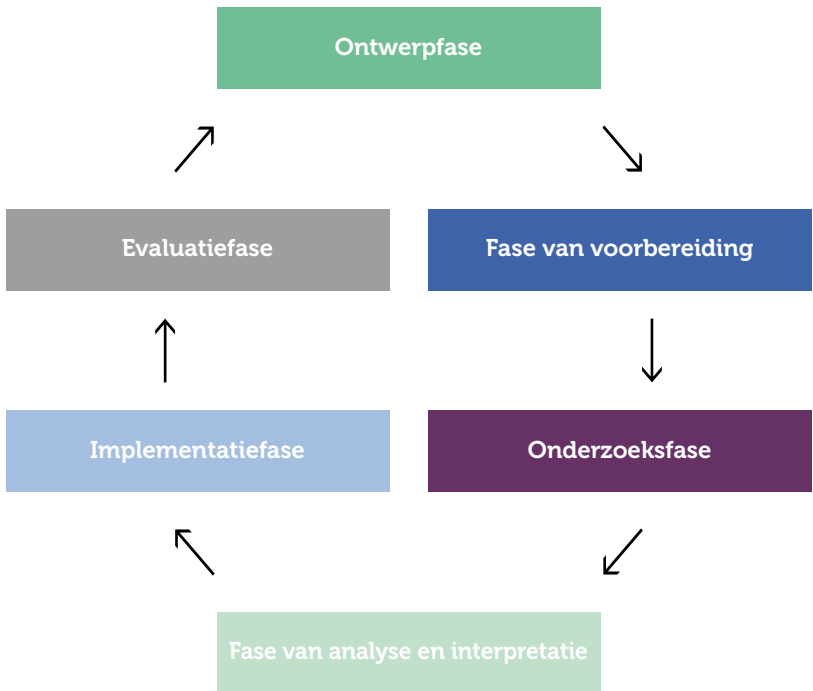 Ontwerpfase
Evaluatiefase
Fase van voorbereiding
Implementatiefase
Onderzoeksfase
Fase van analyse en interpretatie